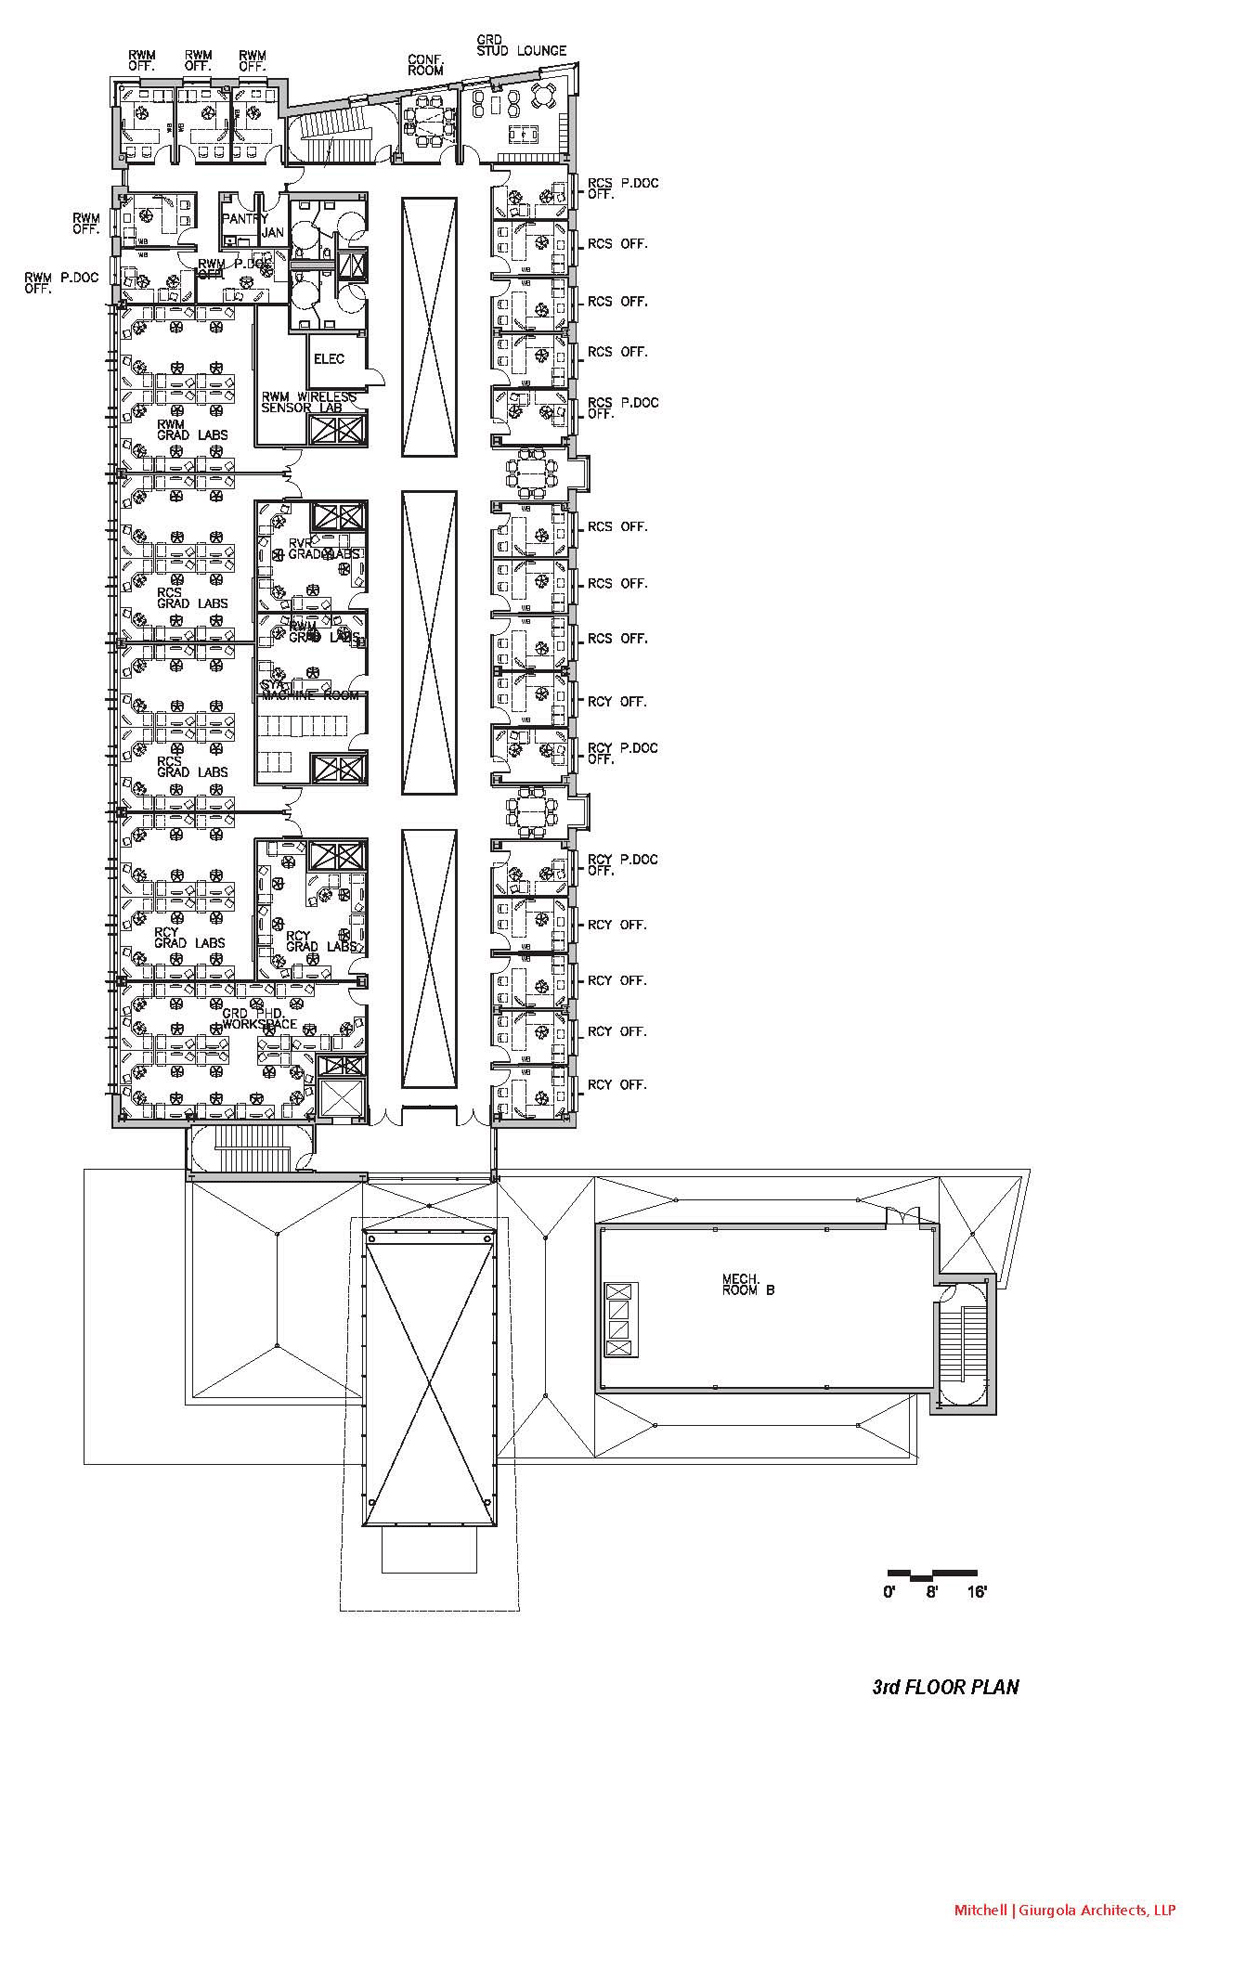 GRD
STUD LOUNGE
RWM
OFF.
RWM
OFF.
RWM
OFF.
CONF.
ROOM
RCS P.DOC
OFF.
RWM
OFF.
PANTRY
JAN
RCS OFF.
RWM P.DOC
OFF.
RWM P.DOC
OFF.
RCS OFF.
ELEC
RCS OFF.
RWM WIRELESS
SENSOR LAB
RCS P.DOC
OFF.
RWM
GRAD LABS
RCS OFF.
RVR
GRAD LABS
RCS OFF.
RCS
GRAD LABS
RWM
GRAD LABS
RCS OFF.
MACHINE ROOM
RCY OFF.
RCY P.DOC
OFF.
RCS
GRAD LABS
RCY P.DOC
OFF.
RCY
GRAD LABS
RCY
GRAD LABS
RCY OFF.
RCY OFF.
GRD PHD.
WORKSPACE
RCY OFF.
RCY OFF.
MECH.
ROOM B
0' 8' 16'
3rd FLOOR PLAN
Mitchell | Giurgola Architects, LLP